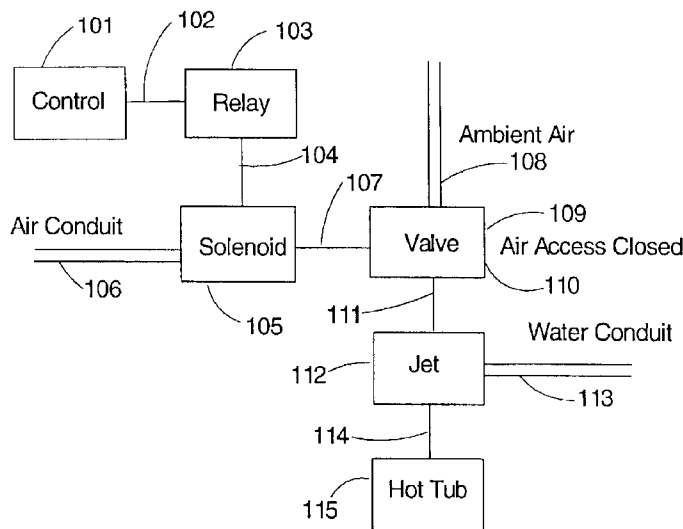 101
102
103
Control
Relay
104
Ambient Air
108
107
Air Conduit
109
Solenoid
Valve
Air Access Closed
106
110
105
111
Water Conduit
112
Jet
113
114
115
Hot Tub